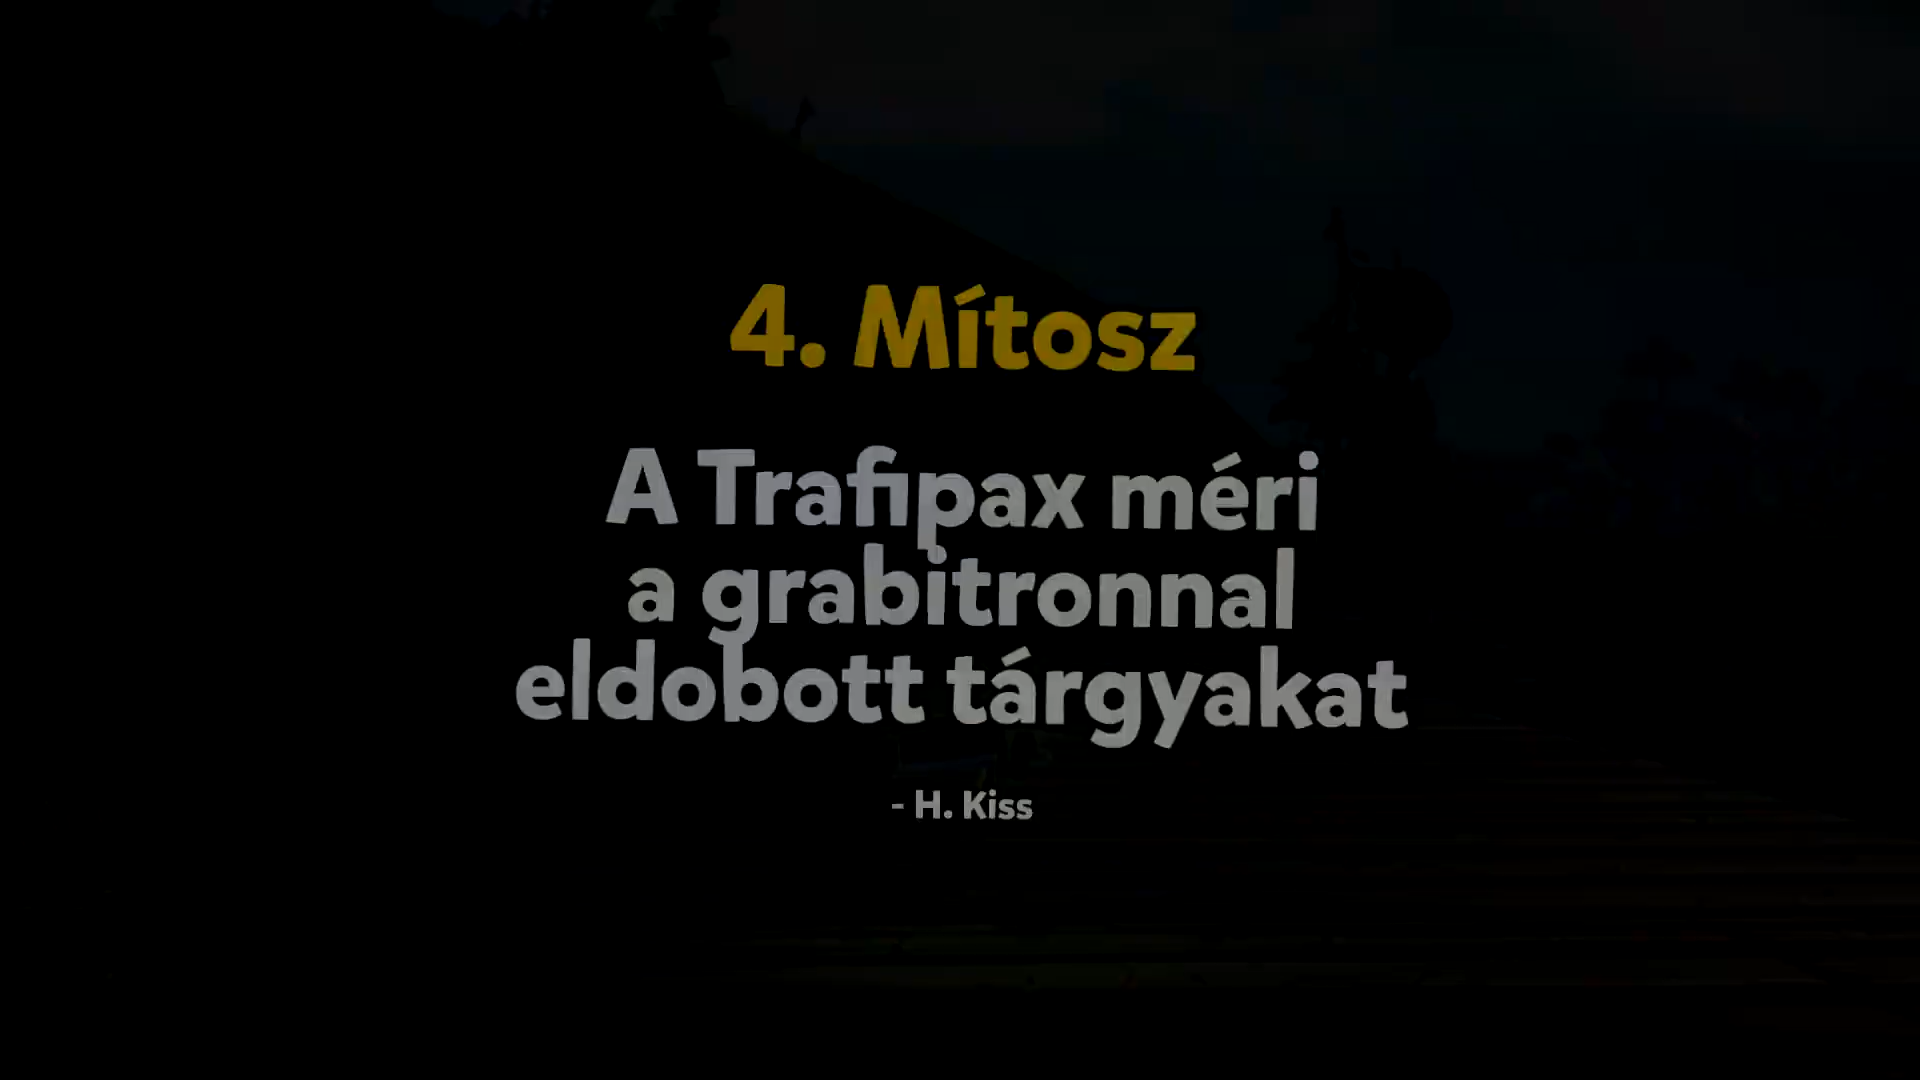 4. Mítosz
A Trafipax méri
a grabitronnal
eldobott tárgyakat
- H. Kiss